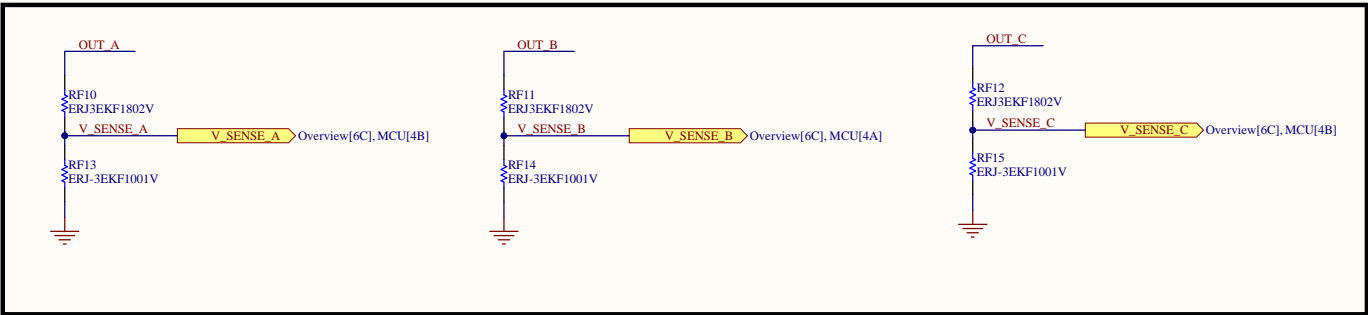 OUT_A
RF10
ERJ3EKF1802V
V_SENSE_A
V_SENSE_A
Overview[6C], MCU[4B]
RF13
ERJ-3EKF1001V
OUT_B
RF11
ERJ3EKF1802V
V_SENSE_B
V_SENSE_B
Overview[6C], MCU[4A]
RF14
ERJ-3EKF1001V
OUT_C
RF12
ERJ3EKF1802V
V_SENSE_C
V_SENSE_C
Overview[6C], MCU[4B]
RF15
ERJ-3EKF1001V